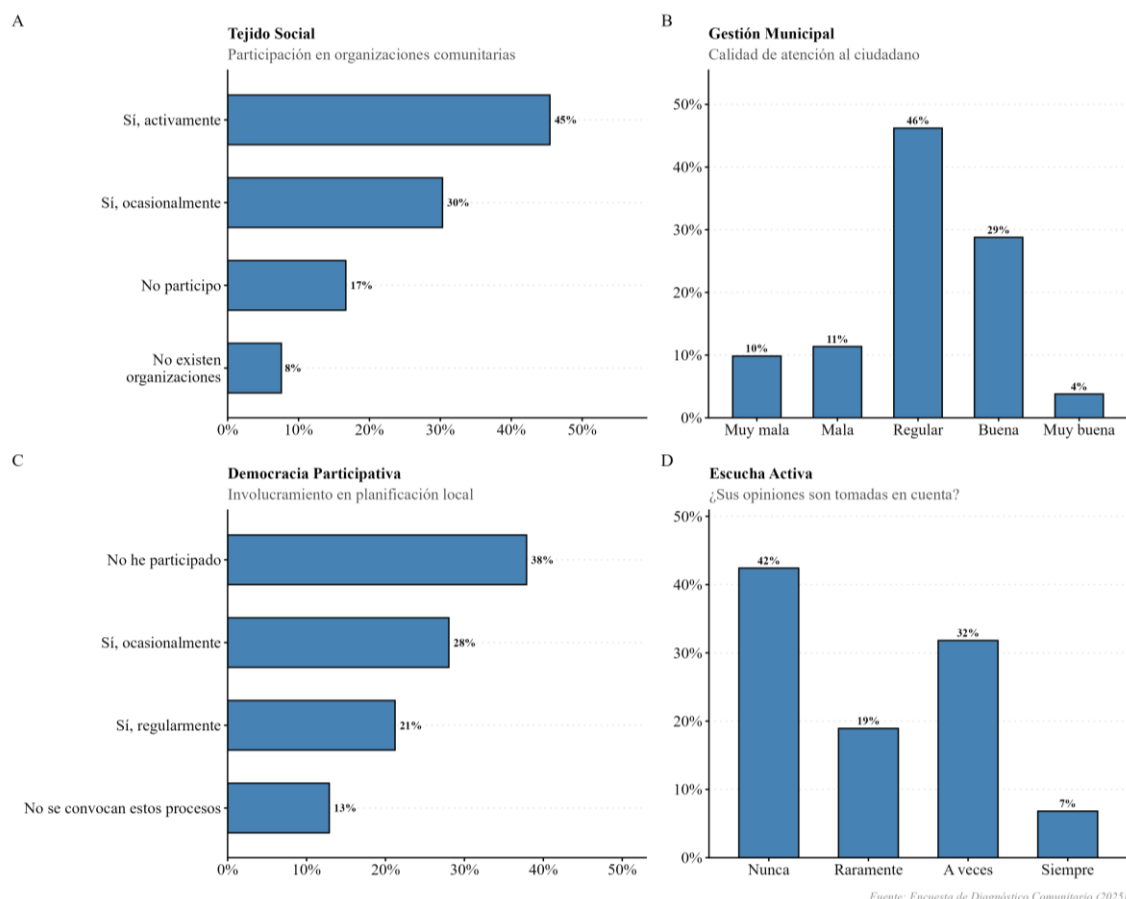 A
Tejido Social
Participación en organizaciones comunitarias
Sí, activamente
45%
Sí, ocasionalmente
30%
No participo
17%
No existen
organizaciones
8%
0% 10% 20% 30% 40% 50%
B
Gestión Municipal
Calidad de atención al ciudadano
50%
40%
30%
20%
10%
0%
10%
11%
46%
29%
4%
Muy mala Mala Regular Buena Muy buena
C
Democracia Participativa
Involucramiento en planificación local
No he participado
38%
Sí, ocasionalmente
28%
Sí, regularmente
21%
No se convocan estos procesos
13%
0% 10% 20% 30% 40% 50%
D
Escucha Activa
¿Sus opiniones son tomadas en cuenta?
50%
40%
30%
20%
10%
0%
42%
19%
32%
7%
Nunca Raramente A veces Siempre
Fuente: Encuesta de Diagnóstico Comunitario (2025)